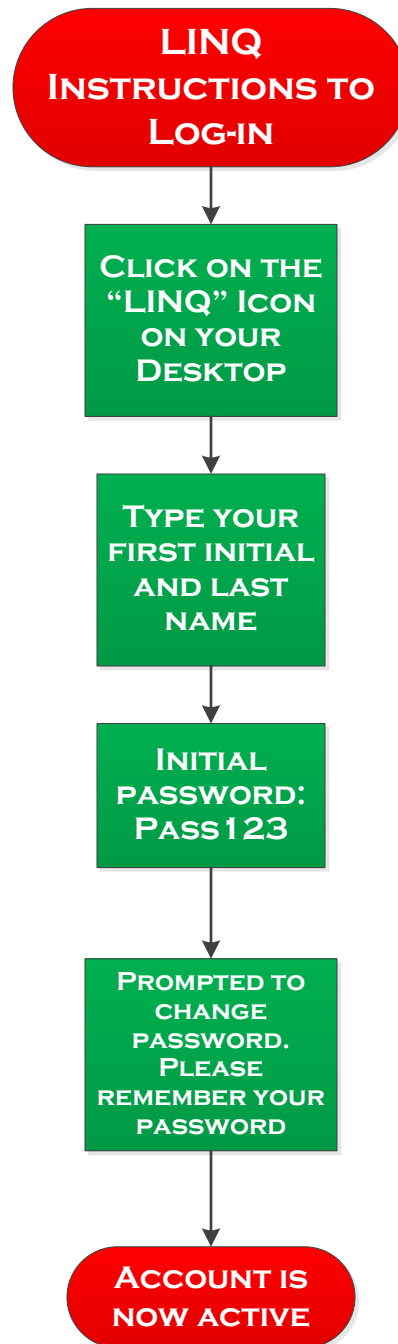 LINQ
Instructions to
Log-in
Click on the
“LINQ” Icon
on your
Desktop
Type your
first initial
and last
name
Initial
password:
Pass123
Prompted to
change
password.
Please
remember your
password
Account is
now active